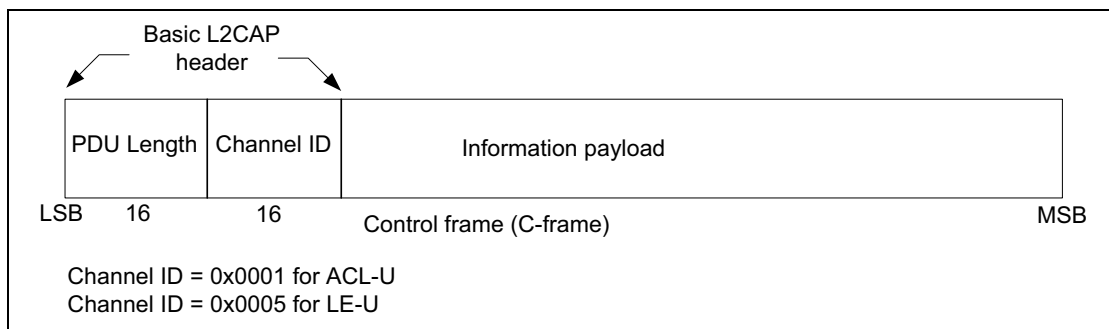 Basic L2CAP
header
PDU Length Channel ID Information payload
LSB 16 16 Control frame (C-frame) MSB
Channel ID = 0x0001 for ACL-U
Channel ID = 0x0005 for LE-U